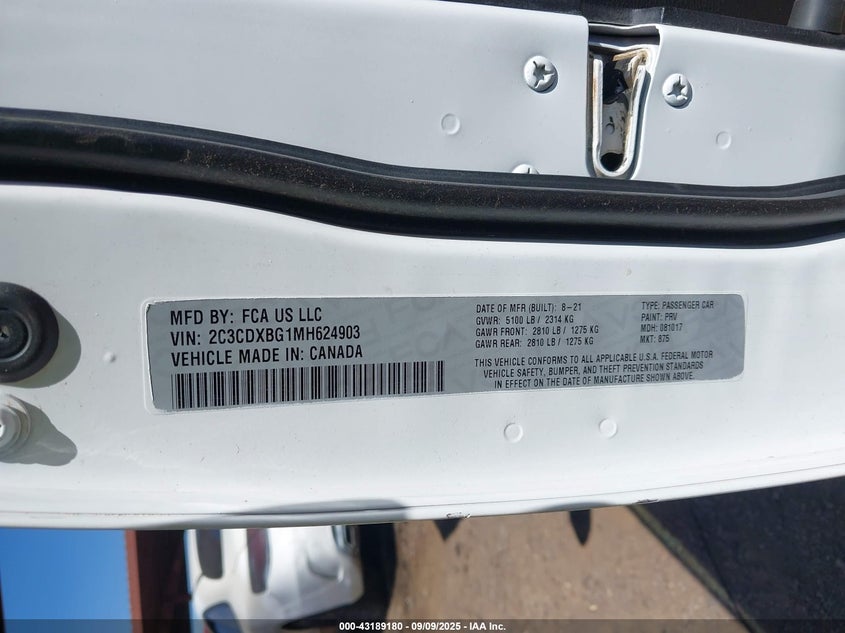 MFD BY: FCA US LLC
VIN: 2C3CDXBG1MH624903
VEHICLE MADE IN: CANADA
DATE OF MFR (BUILT): 8-21
GVWR: 5100 LB / 2314 KG
GAWR FRONT: 2810 LB / 1275 KG
GAWR REAR: 2810 LB / 1275 KG
TYPE: PASSENGER CAR
PAINT: PRV
MDH: 081017
MKT: 875
THIS VEHICLE CONFORMS TO ALL APPLICABLE U.S.A. FEDERAL MOTOR
VEHICLE SAFETY, BUMPER, AND THEFT PREVENTION STANDARDS
IN EFFECT ON THE DATE OF MANUFACTURE SHOWN ABOVE.
000-43189180 - 09/09/2025 - IAA Inc.